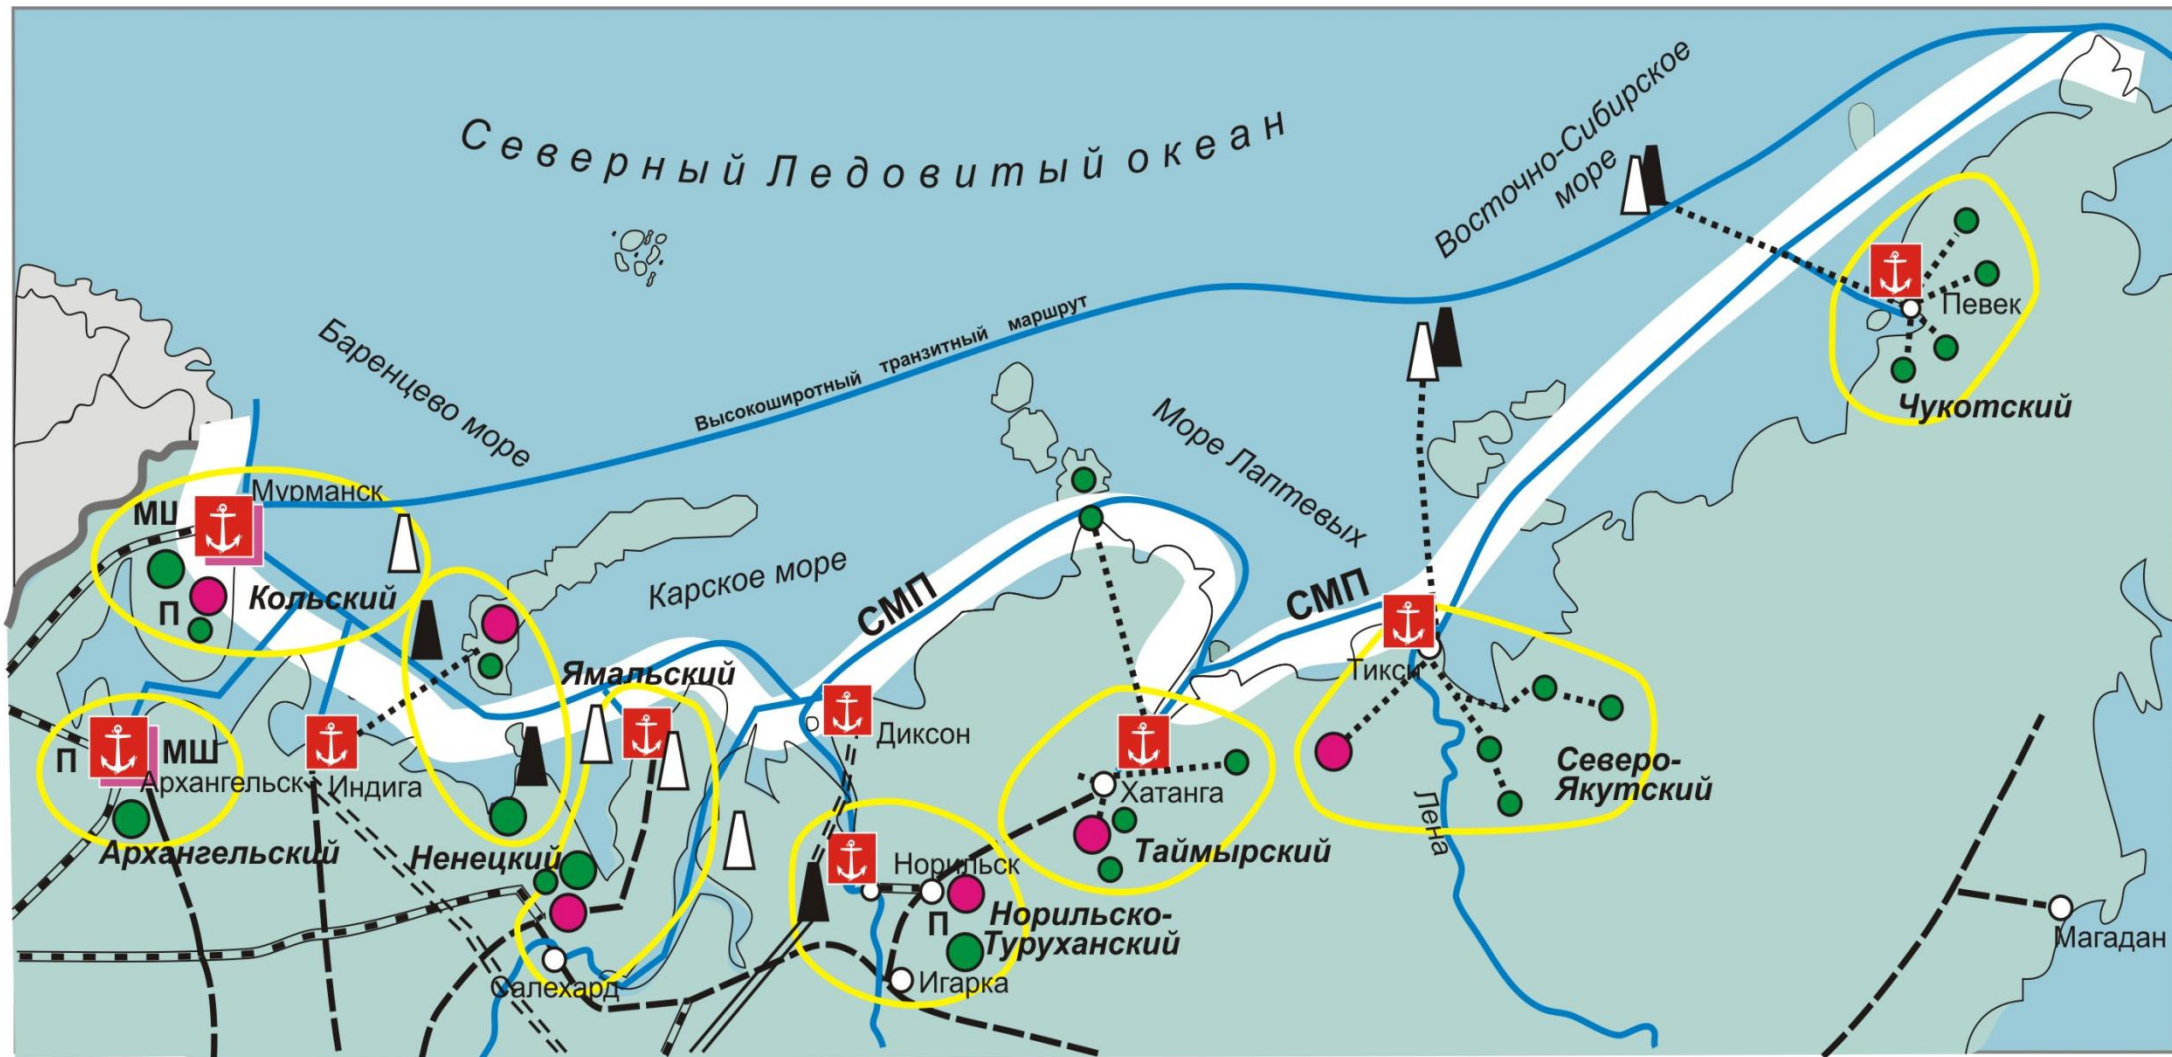 Северный Ледовитый океан
Восточно-Сибирское
море
Баренцево море
Высокоширотный транзитный маршрут
Море Лаптевых
Карское море
Певек
Чукотский
Мурманск
МШ
Кольский
П
СМП
СМП
Ямальский
Тикси
Диксон
П
МШ
Архангельск
Индига
Архангельский
Ненецкий
Хатанга
Таймырский
Северо-
Якутский
Лена
Норильск
П
Норильско-
Туруханский
Игарка
Салехард
Магадан